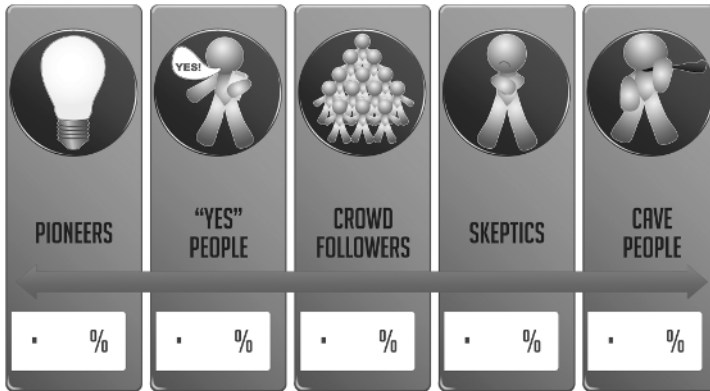 YES!
PIONEERS
"YES"
PEOPLE
CROWD
FOLLOWERS
SKEPTICS
CAVE
PEOPLE
. %
. %
. %
. %
. %